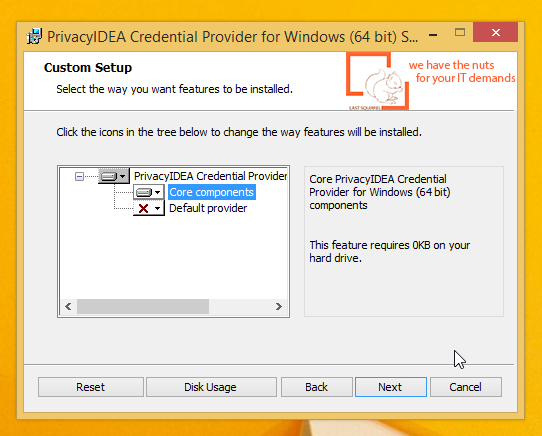 PrivacyIDEA Credential Provider for Windows (64 bit) S...
Custom Setup
Select the way you want features to be installed.
we have the nuts
for your IT demands
LAST SQUIRREL
Click the icons in the tree below to change the way features will be installed.
PrivacyIDEA Credential Provider
Core components
Default provider
Core PrivacyIDEA Credential
Provider for Windows (64 bit)
components
This feature requires 0KB on your
hard drive.
Reset
Disk Usage
Back
Next
Cancel